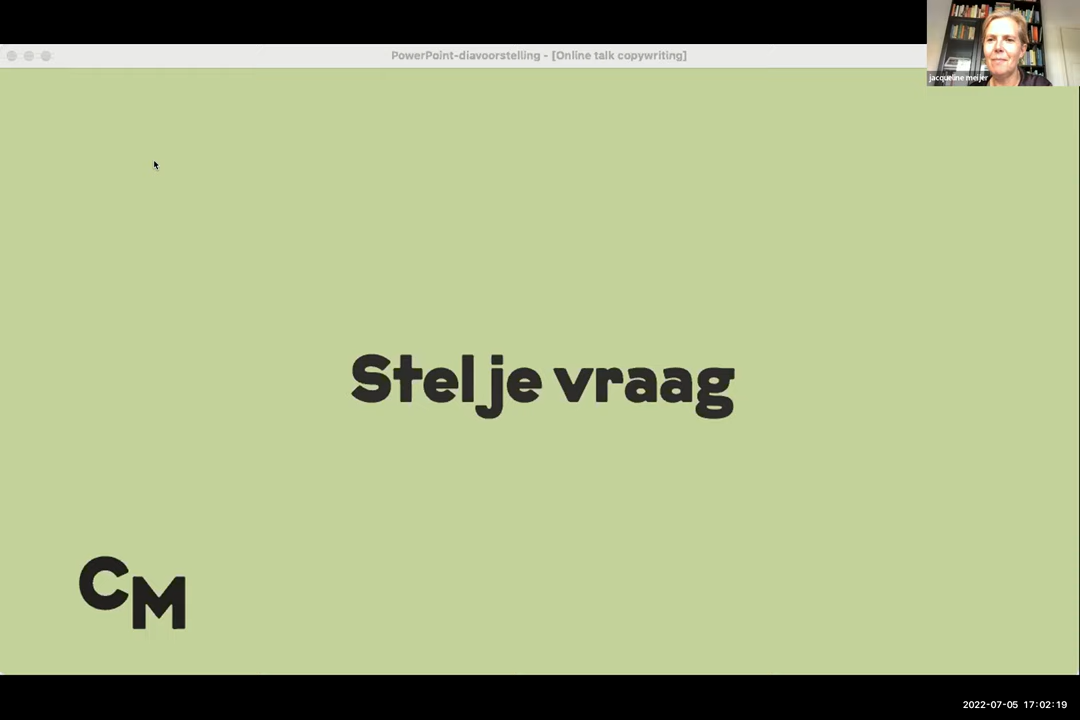 PowerPoint-diavoorstelling - [Online talk copywriting]
jacqueline meijer
Stel je vraag
CM
2022-07-05 17:02:19